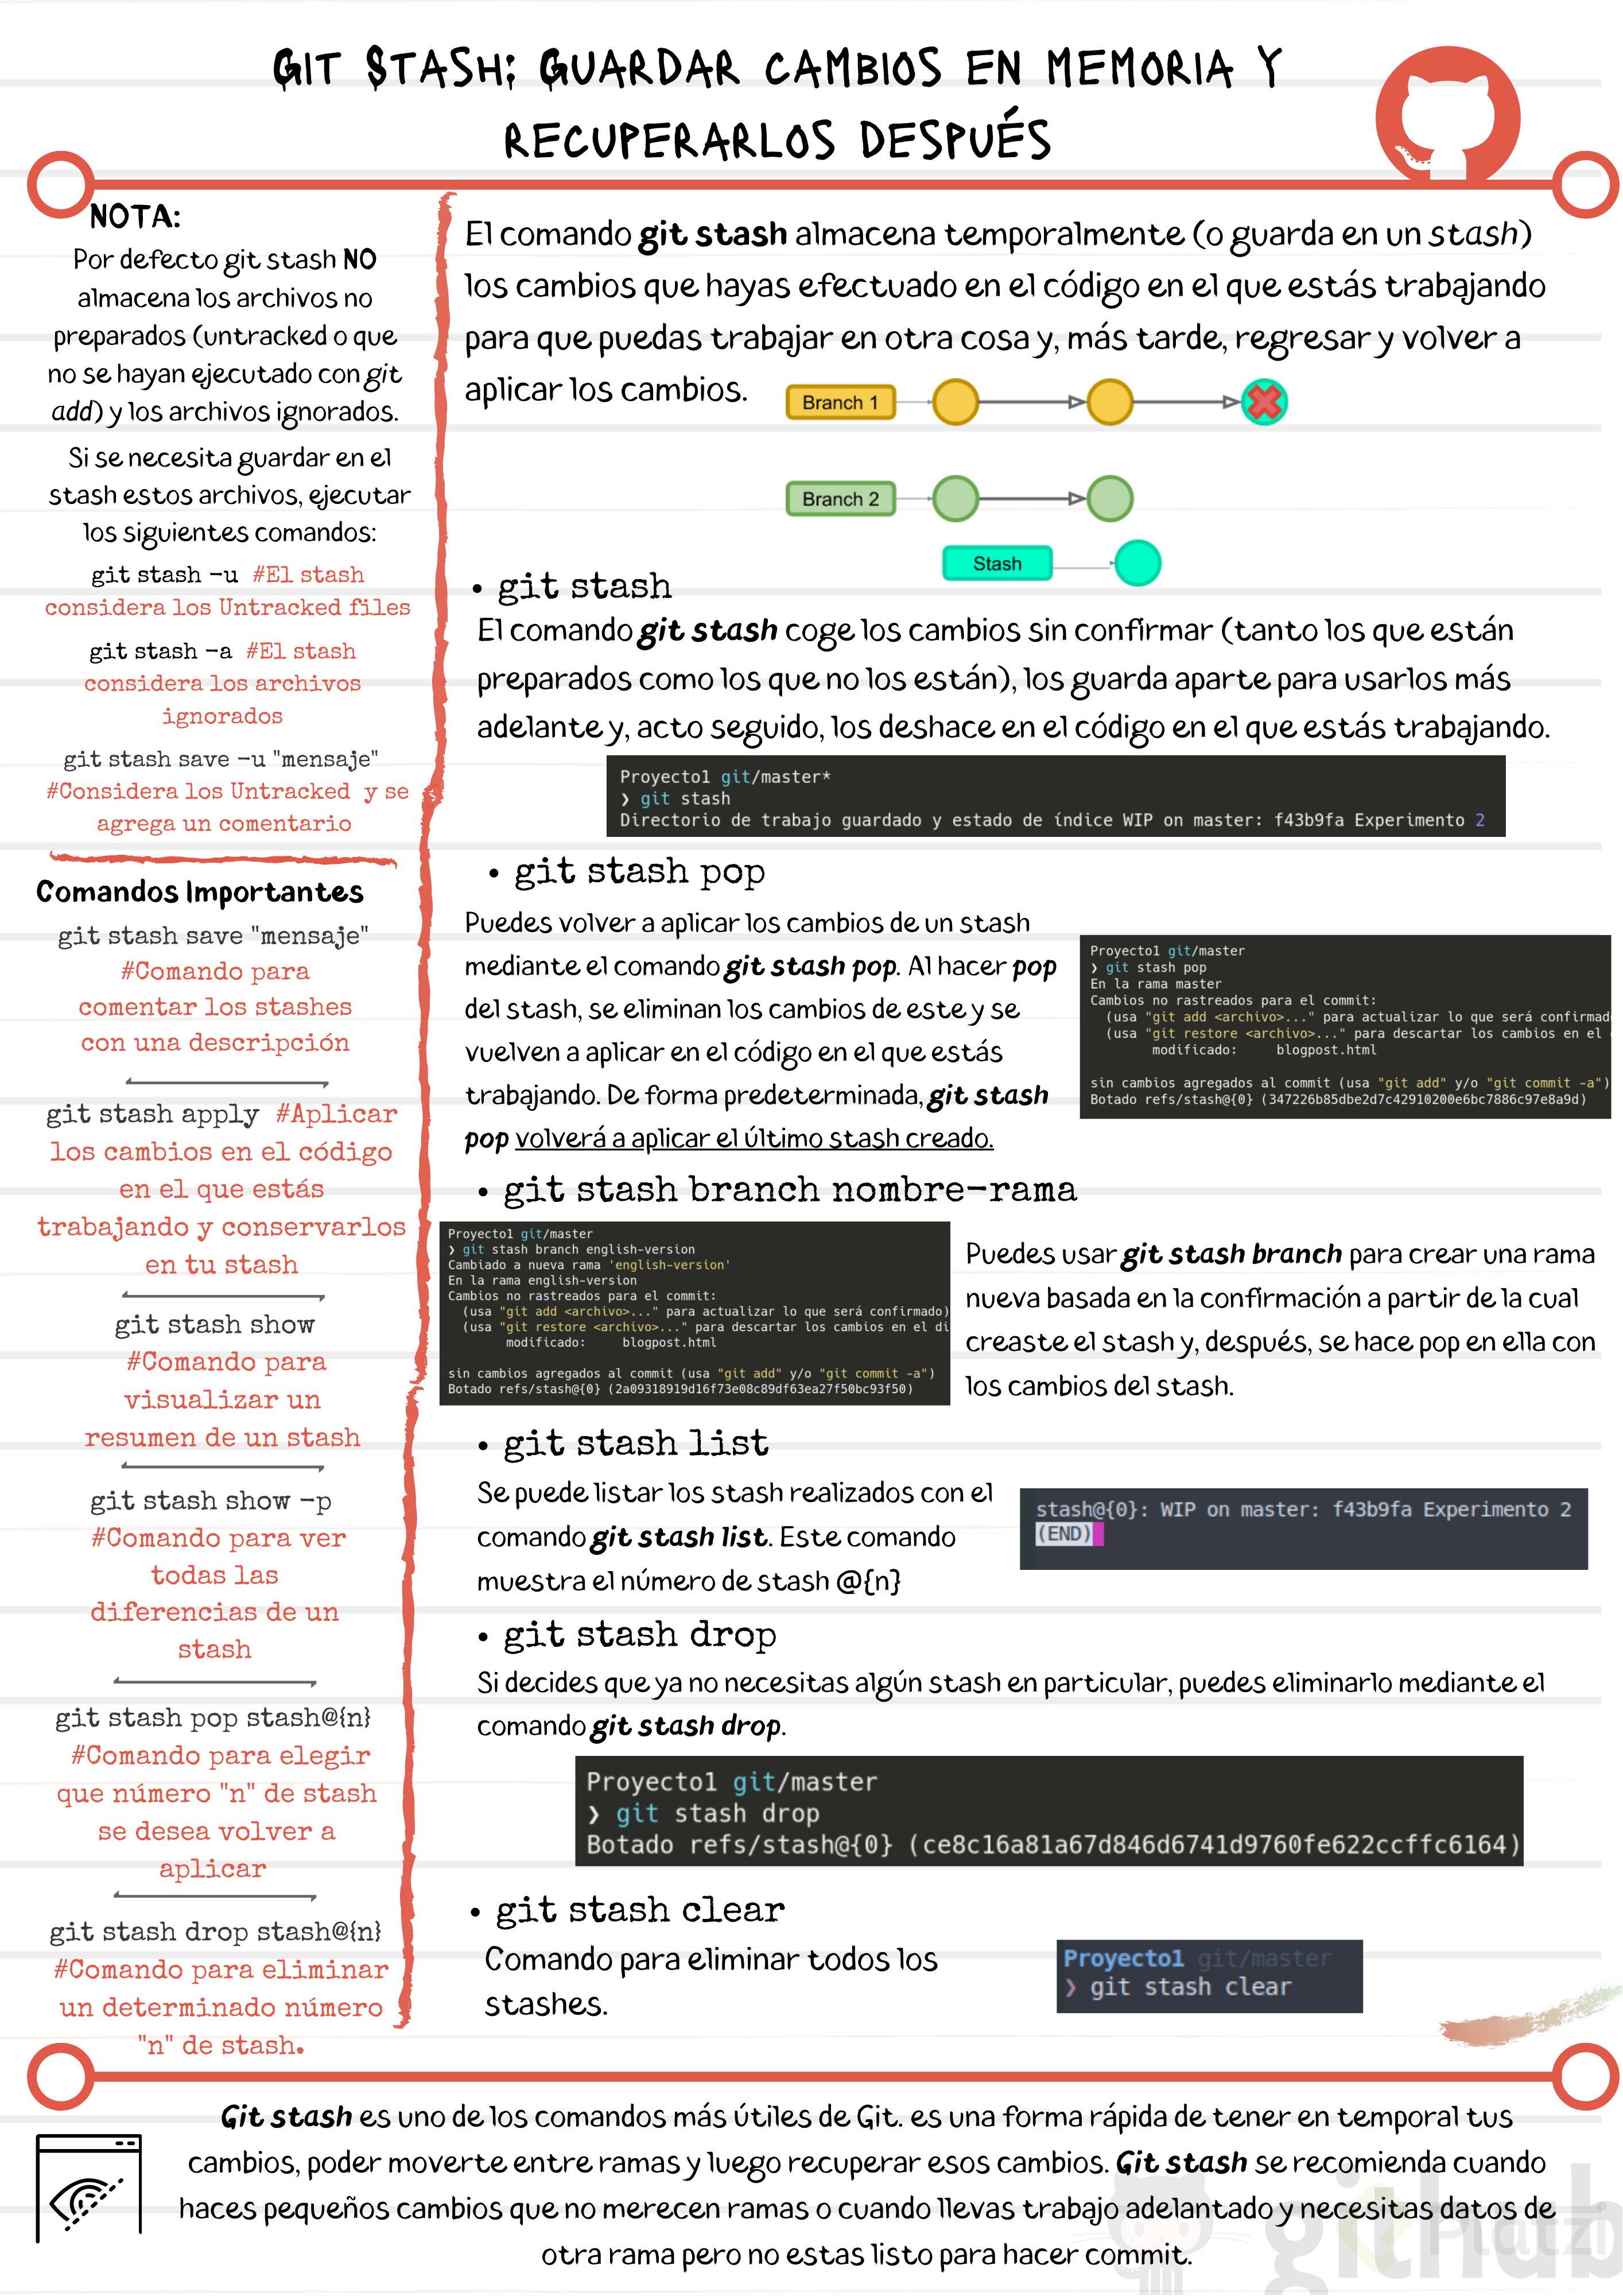 Git Stash: Guardar cambios en memoria y
recuperarlos después
NOTA:
Por defecto git stash NO
almacena los archivos no
preparados (untracked o que
no se hayan ejecutado con git
add) y los archivos ignorados.
Si se necesita guardar en el
stash estos archivos, ejecutar
los siguientes comandos:
git stash -u #El stash
considera los Untracked files
git stash -a #El stash
considera los archivos
ignorados
git stash save -u "mensaje"
#Considera los Untracked y se
agrega un comentario
Comandos Importantes
git stash save "mensaje"
#Comando para
comentar los stashes
con una descripción
git stash apply #Aplicar
los cambios en el código
en el que estás
trabajando y conservarlos
en tu stash
git stash show
#Comando para
visualizar un
resumen de un stash
git stash show -p
#Comando para ver
todas las
diferencias de un
stash
git stash pop stash@{n}
#Comando para elegir
que número "n" de stash
se desea volver a
aplicar
git stash drop stash@{n}
#Comando para eliminar
un determinado número
"n" de stash.
El comando git stash almacena temporalmente (o guarda en un stash)
los cambios que hayas efectuado en el código en el que estás trabajando
para que puedas trabajar en otra cosa y, más tarde, regresar y volver a
aplicar los cambios.
Branch 1
Branch 2
Stash
• git stash
El comando git stash coge los cambios sin confirmar (tanto los que están
preparados como los que no los están), los guarda aparte para usarlos más
adelante y, acto seguido, los deshace en el código en el que estás trabajando.
Proyecto1 git/master*
❯ git stash
Directorio de trabajo guardado y estado de índice WIP on master: f43b9fa Experimento 2
• git stash pop
Puedes volver a aplicar los cambios de un stash
mediante el comando git stash pop. Al hacer pop
del stash, se eliminan los cambios de este y se
vuelven a aplicar en el código en el que estás
trabajando. De forma predeterminada, git stash
pop volverá a aplicar el último stash creado.
Proyecto1 git/master
❯ git stash pop
En la rama master
Cambios no rastreados para el commit:
(usa "git add <archivo>..." para actualizar lo que será confirmad
(usa "git restore <archivo>..." para descartar los cambios en el
modificado: blogpost.html
sin cambios agregados al commit (usa "git add" y/o "git commit -a")
Botado refs/stash@{0} (347226b85dbe2d7c42910200e6bc7886c97e8a9d)
• git stash branch nombre-rama
Proyecto1 git/master
❯ git stash branch english-version
Cambiado a nueva rama 'english-version'
En la rama english-version
Cambios no rastreados para el commit:
(usa "git add <archivo>..." para actualizar lo que será confirmado)
(usa "git restore <archivo>..." para descartar los cambios en el di
modificado: blogpost.html
sin cambios agregados al commit (usa "git add" y/o "git commit -a")
Botado refs/stash@{0} (2a09318919d16f73e08c89df63ea27f50bc93f50)
Puedes usar git stash branch para crear una rama
nueva basada en la confirmación a partir de la cual
creaste el stash y, después, se hace pop en ella con
los cambios del stash.
• git stash list
Se puede listar los stash realizados con el
comando git stash list. Este comando
muestra el número de stash @{n}
stash@{0}: WIP on master: f43b9fa Experimento 2
(END)
• git stash drop
Si decides que ya no necesitas algún stash en particular, puedes eliminarlo mediante el
comando git stash drop.
Proyecto1 git/master
❯ git stash drop
Botado refs/stash@{0} (ce8c16a81a67d846d6741d9760fe622ccffc6164)
• git stash clear
Comando para eliminar todos los
stashes.
Proyecto1 git/master
❯ git stash clear
Git stash es uno de los comandos más útiles de Git. es una forma rápida de tener en temporal tus
cambios, poder moverte entre ramas y luego recuperar esos cambios. Git stash se recomienda cuando
haces pequeños cambios que no merecen ramas o cuando llevas trabajo adelantado y necesitas datos de
otra rama pero no estas listo para hacer commit.
github
Platzi